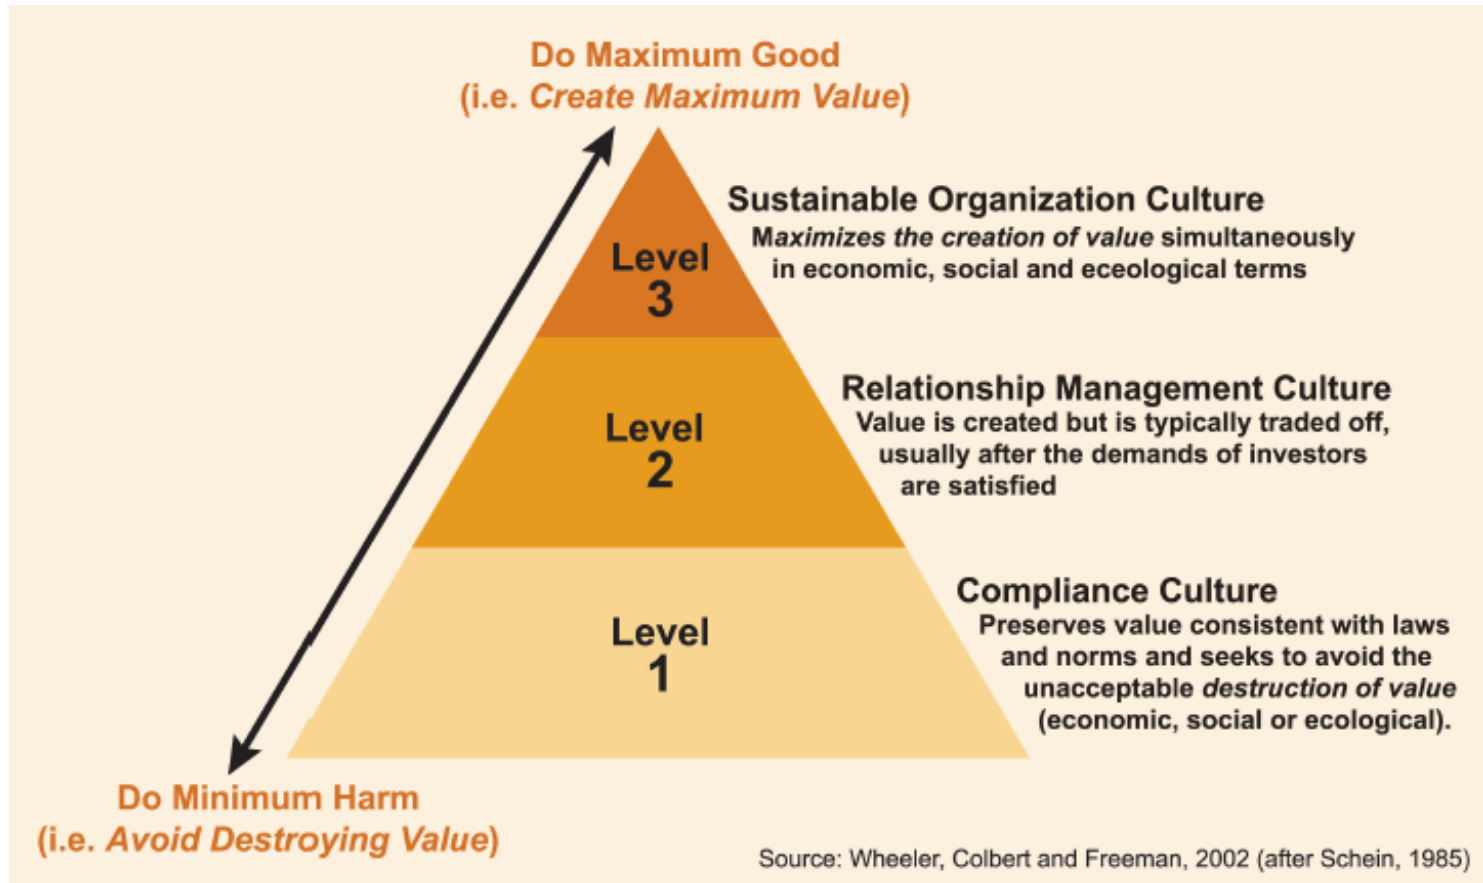 Do Maximum Good
(i.e. Create Maximum Value)
Sustainable Organization Culture
Maximizes the creation of value simultaneously
in economic, social and eceological terms
Level
3
Relationship Management Culture
Value is created but is typically traded off,
usually after the demands of investors
are satisfied
Level
2
Compliance Culture
Preserves value consistent with laws
and norms and seeks to avoid the
unacceptable destruction of value
(economic, social or ecological).
Level
1
Do Minimum Harm
(i.e. Avoid Destroying Value)
Source: Wheeler, Colbert and Freeman, 2002 (after Schein, 1985)